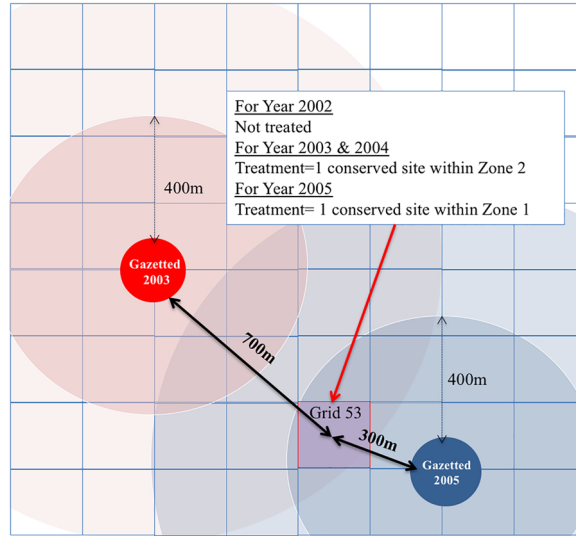 For Year 2002
Not treated
For Year 2003 & 2004
Treatment=1 conserved site within Zone 2
For Year 2005
Treatment= 1 conserved site within Zone 1
400m
Gazetted
2003
700m
400m
Grid 53
300m
Gazetted
2005